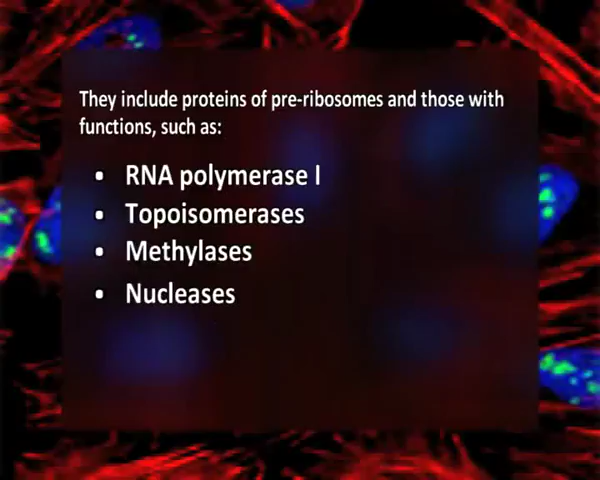 They include proteins of pre-ribosomes and those with
functions, such as:
• RNA polymerase I
• Topoisomerases
• Methylases
• Nucleases